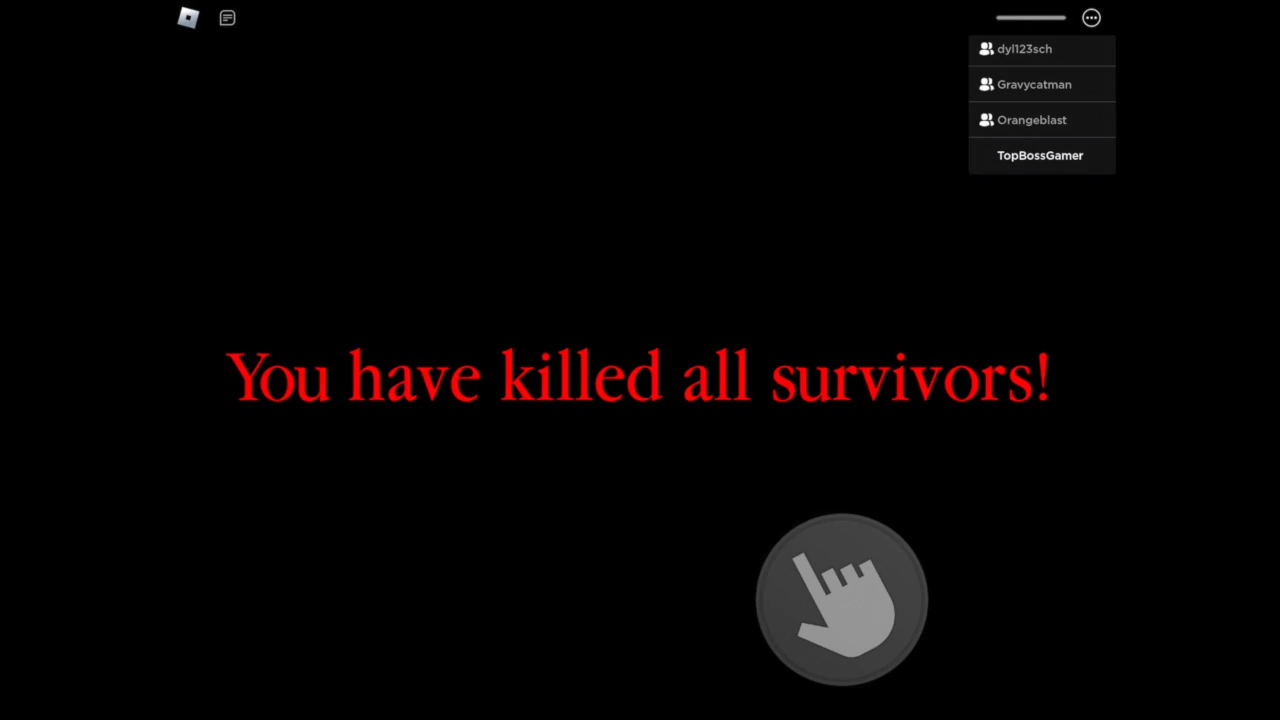 dyl123sch
Gravycatman
Orangeblast
TopBossGamer
You have killed all survivors!